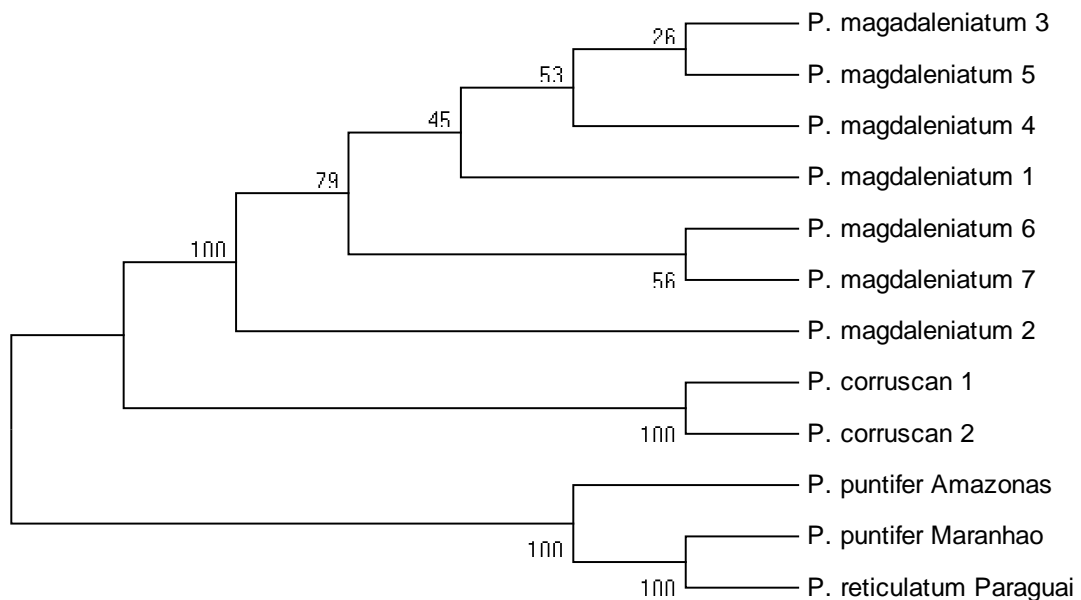 P. magadaleniatum 3
26
P. magdaleniatum 5
53
P. magdaleniatum 4
45
P. magdaleniatum 1
79
P. magdaleniatum 6
56
P. magdaleniatum 7
100
P. magdaleniatum 2
P. corruscan 1
100
P. corruscan 2
P. puntifer Amazonas
100
P. puntifer Maranhao
100
P. reticulatum Paraguai